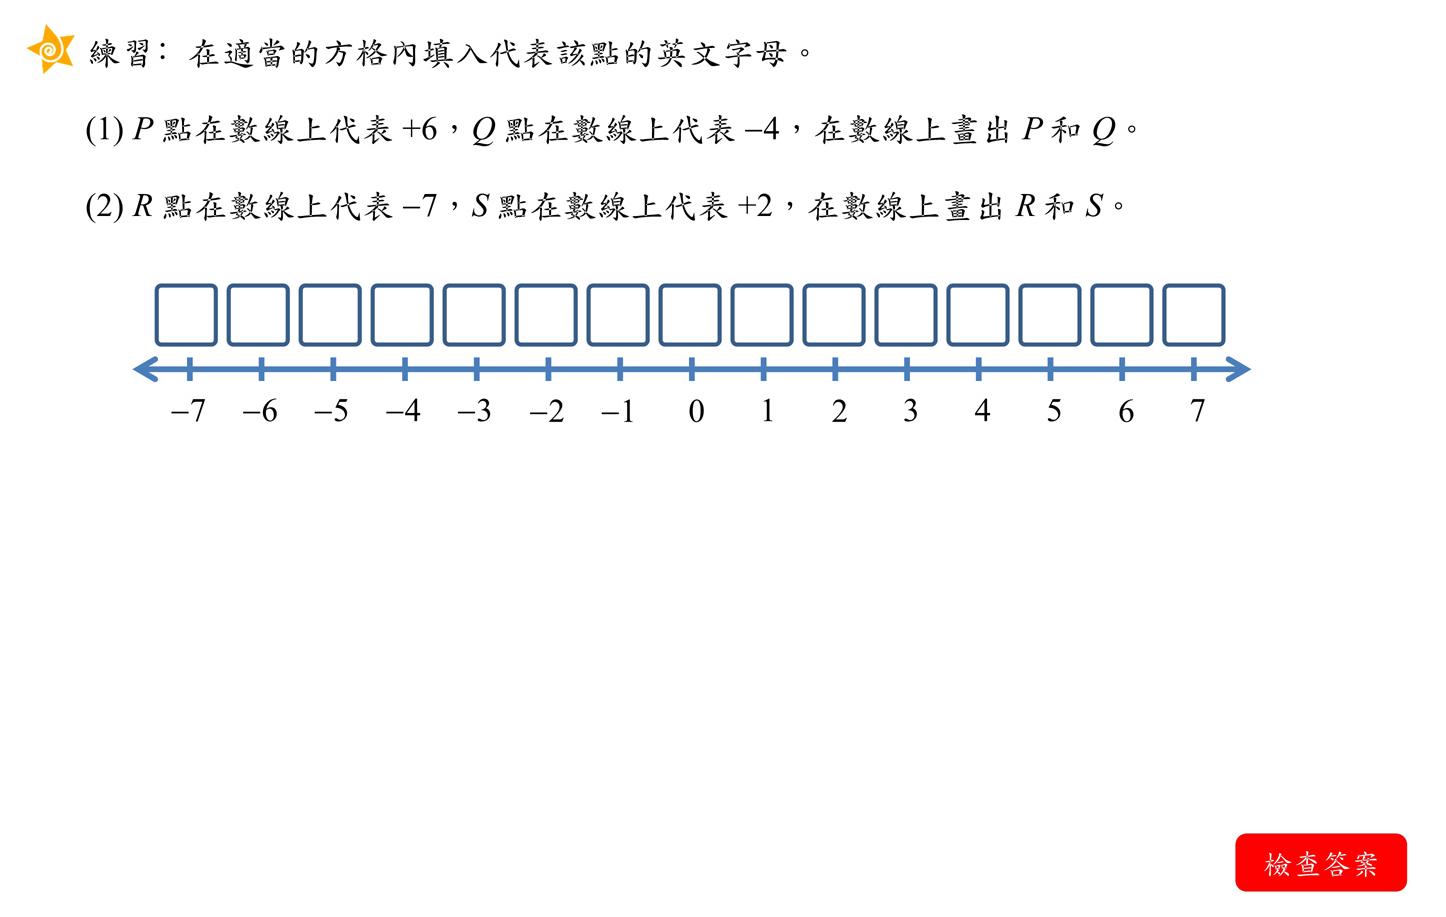 練習：在適當的方格內填入代表該點的英文字母。
(1) P 點在數線上代表 +6，Q 點在數線上代表 –4，在數線上畫出 P 和 Q。
(2) R 點在數線上代表 –7，S 點在數線上代表 +2，在數線上畫出 R 和 S。
–7 –6 –5 –4 –3 –2 –1 0 1 2 3 4 5 6 7
檢查答案